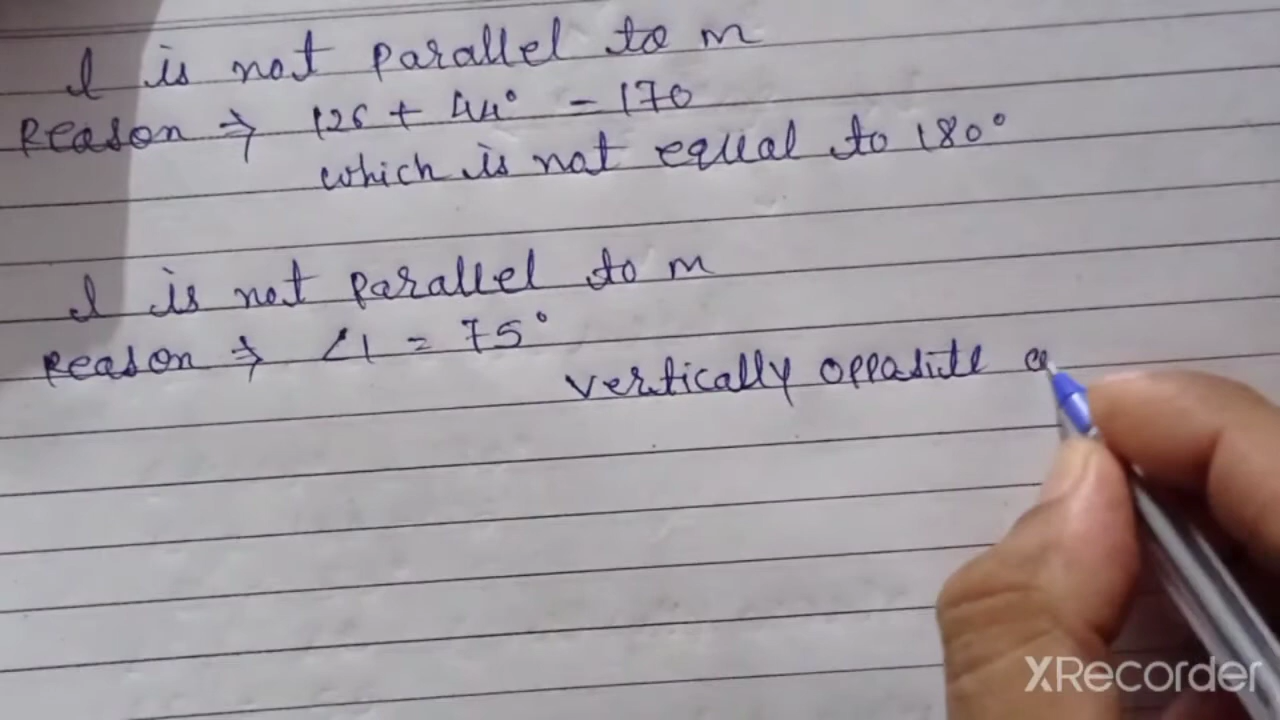 l is not parallel to m
Reason ⇒ 126 + 44° = 170
which is not equal to 180°
l is not parallel to m
Reason ⇒ ∠1 = 75°
vertically opposite
XRecorder